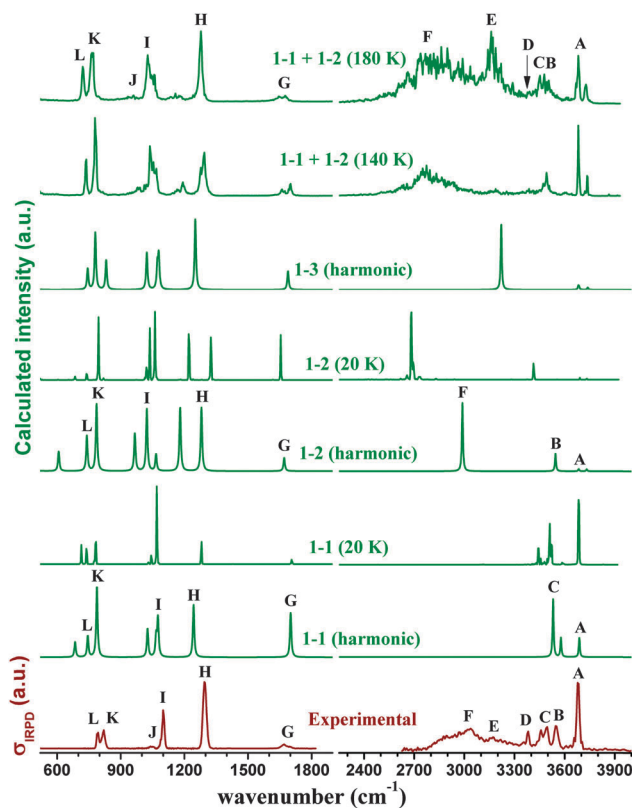 H
E
K
F
I
A
L
D
1-1 + 1-2 (180 K)
C B
J
G
1-1 + 1-2 (140 K)
1-3 (harmonic)
1-2 (20 K)
K
I
H
F
L
1-2 (harmonic)
G
B
A
1-1 (20 K)
K
C
I
H
G
L
A
1-1 (harmonic)
H
A
I
Experimental
L K
J
G
F
E
D
C
B
600 900 1200 1500 1800 2700 3000 3300 3600 3900
wavenumber (cm-1)
Calculated intensity (a.u.)
σIRPD (a.u.)